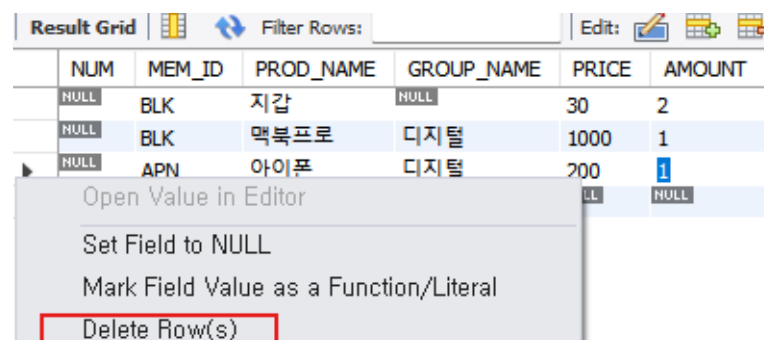 Result Grid Filter Rows: Edit:
NUM MEM_ID PROD_NAME GROUP_NAME PRICE AMOUNT
NULL BLK 지갑 NULL 30 2
NULL BLK 맥북프로 디지털 1000 1
NULL APN 아이폰 디지털 200 1
Open Value in Editor NULL
Set Field to NULL
Mark Field Value as a Function/Literal
Delete Row(s)